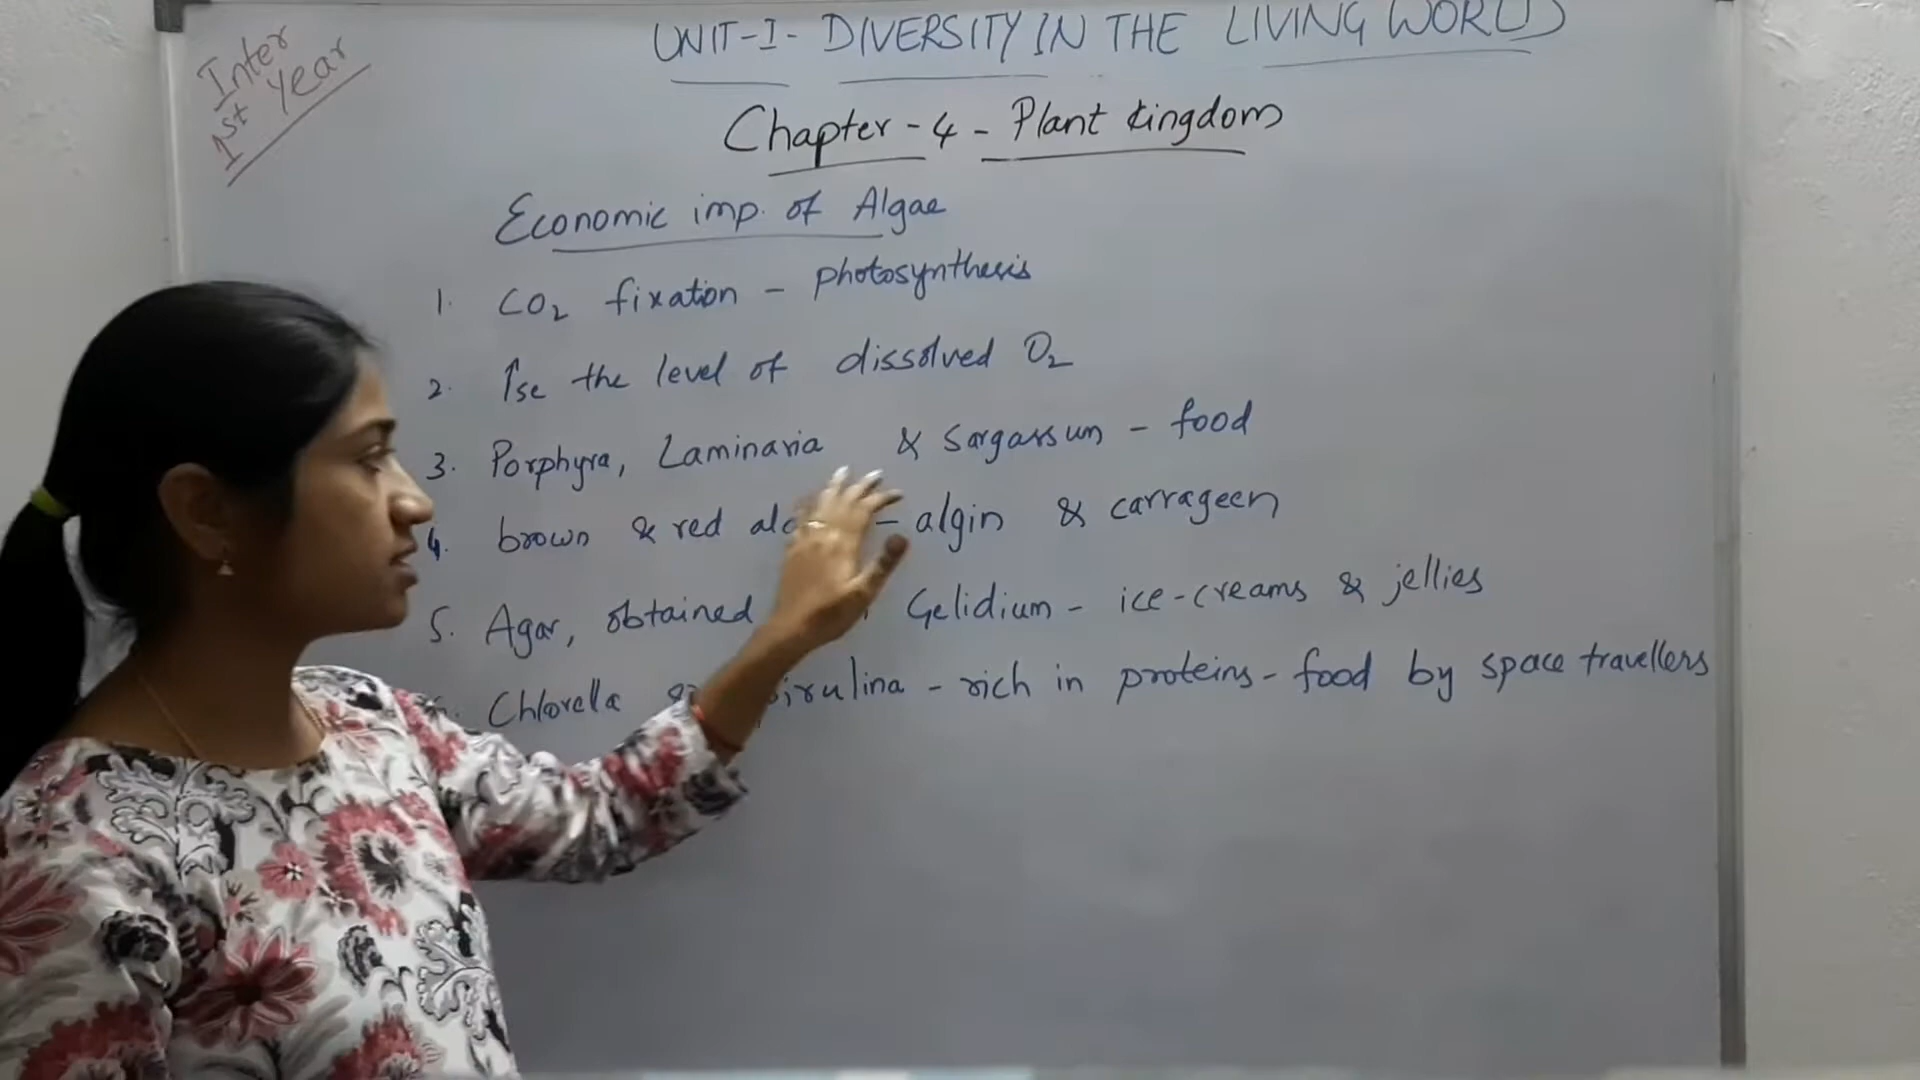 Inter
1st Year
UNIT-I- DIVERSITY IN THE LIVING WORLD
Chapter-4- Plant Kingdom
Economic imp. of Algae
1. CO2 fixation - photosynthesis
2. ↑se the level of dissolved O2
3. Porphyra, Laminaria & Sargassum - food
4. brown & red - algin & carrageen
5. Agar, obtained Gelidium - ice-creams & jellies
6. Chlorella - rich in proteins - food by space travellers